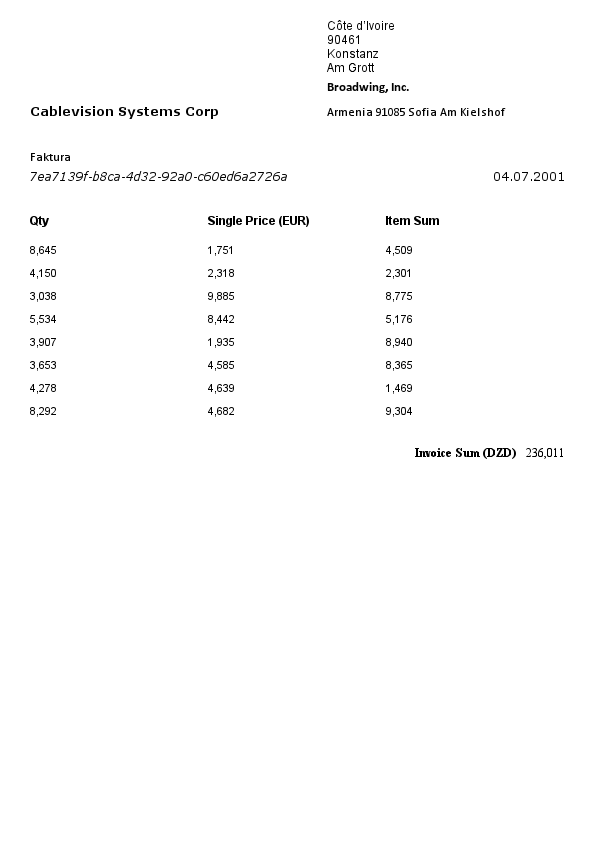 Côte d'Ivoire
90461
Konstanz
Am Grott
Broadwing, Inc.
Cablevision Systems Corp
Armenia 91085 Sofia Am Kielshof
Faktura
7ea7139f-b8ca-4d32-92a0-c60ed6a2726a 04.07.2001
Qty Single Price (EUR) Item Sum
8,645 1,751 4,509
4,150 2,318 2,301
3,038 9,885 8,775
5,534 8,442 5,176
3,907 1,935 8,940
3,653 4,585 8,365
4,278 4,639 1,469
8,292 4,682 9,304
Invoice Sum (DZD) 236,011